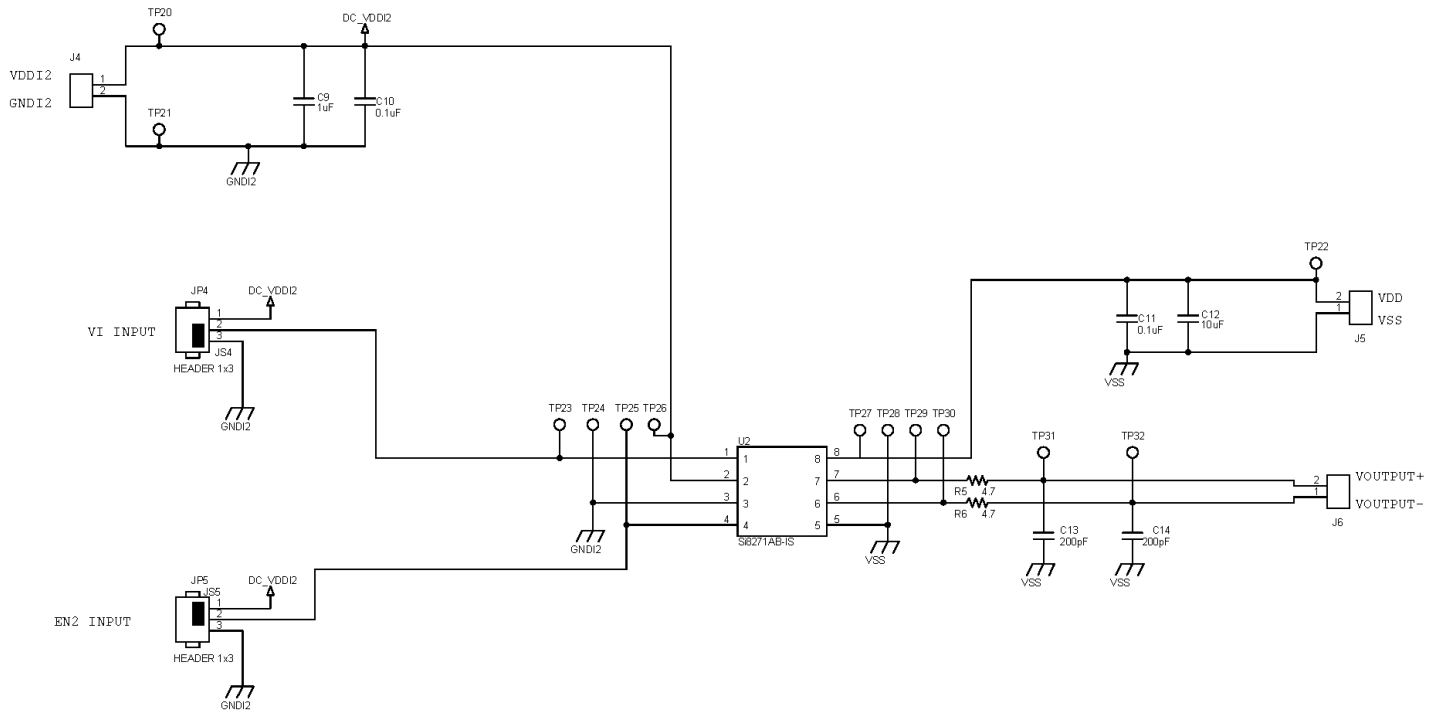 TP20
DC_VDDI2
J4
VDDI2
1
2
GNDI2
TP21
C9
1uF
C10
0.1uF
GNDI2
TP22
JP4
DC_VDDI2
VI INPUT
1
2
3
JS4
HEADER 1x3
GNDI2
C11
0.1uF
C12
10uF
2
1
VDD
VSS
J5
VSS
TP23
TP24
TP25
TP26
TP27
TP28
TP29
TP30
TP31
TP32
U2
1 1 8 8
2 2 7 7
3 3 6 6
4 4 5 5
Si8271AB-IS
GNDI2
VSS
R5 4.7
R6 4.7
C13
200pF
C14
200pF
VSS
VSS
2
1
VOUTPUT+
VOUTPUT-
J6
JP5
DC_VDDI2
JS5
EN2 INPUT
1
2
3
HEADER 1x3
GNDI2